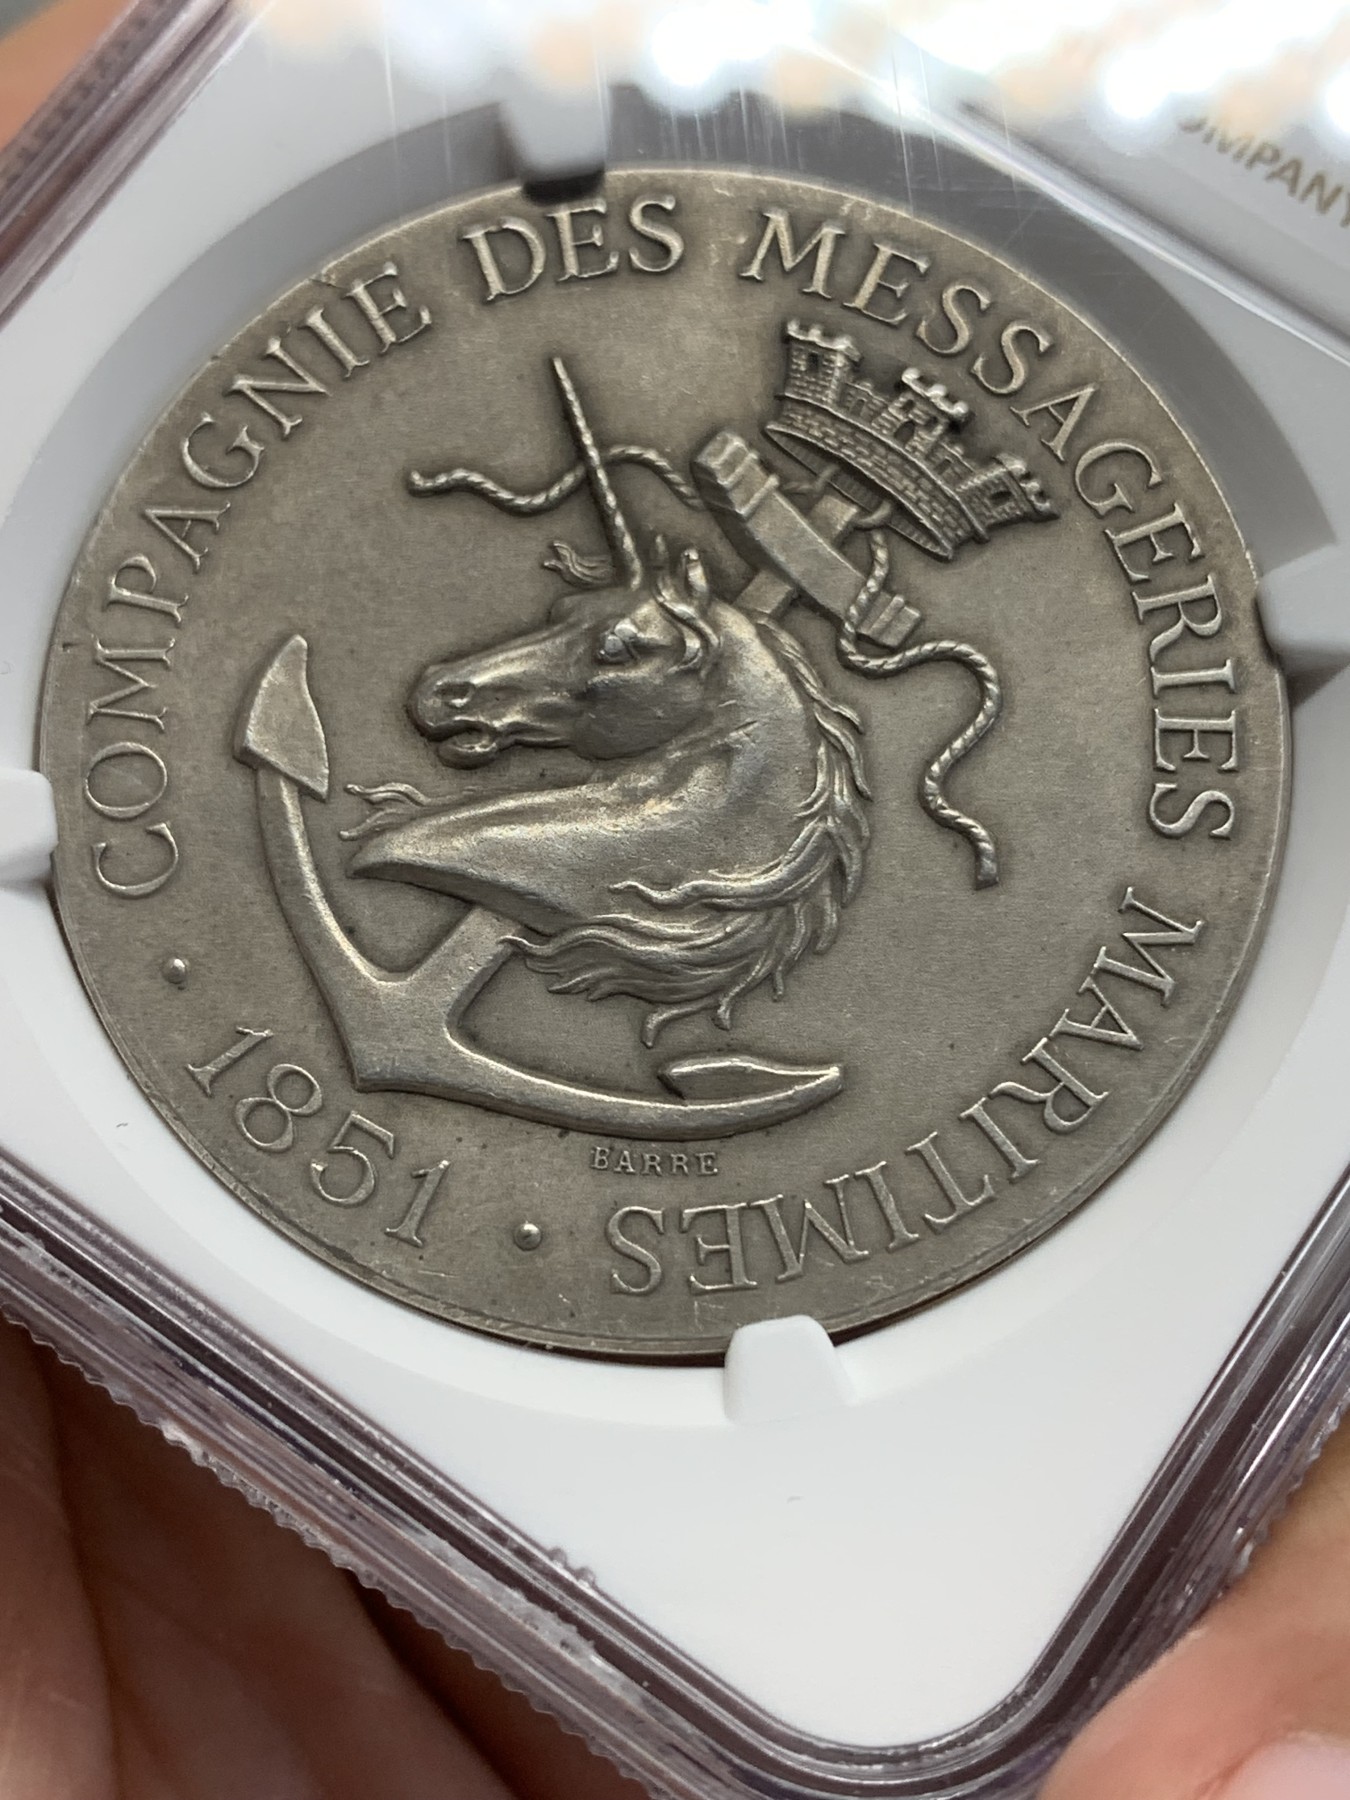 COMPAGNIE DES MESSAGERIES MARITIMES
• 1851 •
BARRE